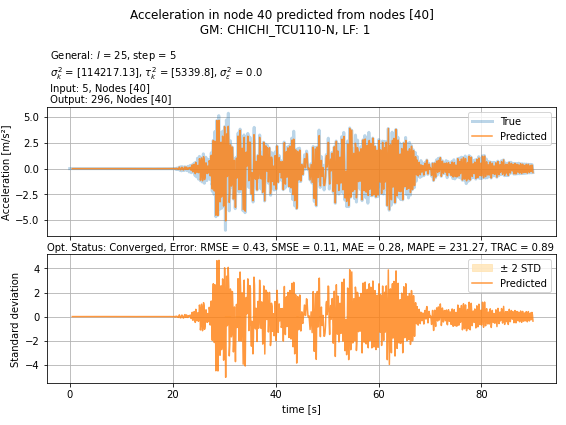 Acceleration in node 40 predicted from nodes [40]
GM: CHICHI_TCU110-N, LF: 1
General: l = 25, step = 5
σ²ₖ = [114217.13], τ²ₖ = [5339.8], σ²ε = 0.0
Input: 5, Nodes [40]
Output: 296, Nodes [40]
Acceleration [m/s²]
5.0
2.5
0.0
−2.5
−5.0
True
Predicted
Opt. Status: Converged, Error: RMSE = 0.43, SMSE = 0.11, MAE = 0.28, MAPE = 231.27, TRAC = 0.89
Standard deviation
4
2
0
−2
−4
± 2 STD
Predicted
0 20 40 60 80
time [s]